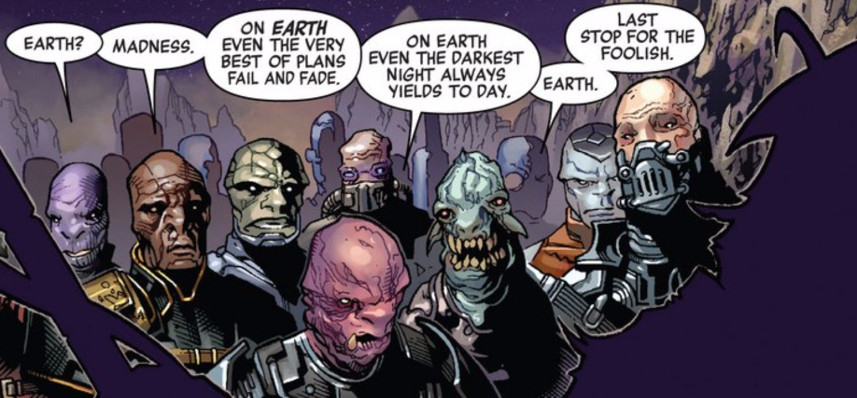 EARTH?
MADNESS.
ON EARTH
EVEN THE VERY
BEST OF PLANS
FAIL AND FADE.
ON EARTH
EVEN THE DARKEST
NIGHT ALWAYS
YIELDS TO DAY.
EARTH.
LAST
STOP FOR THE
FOOLISH.